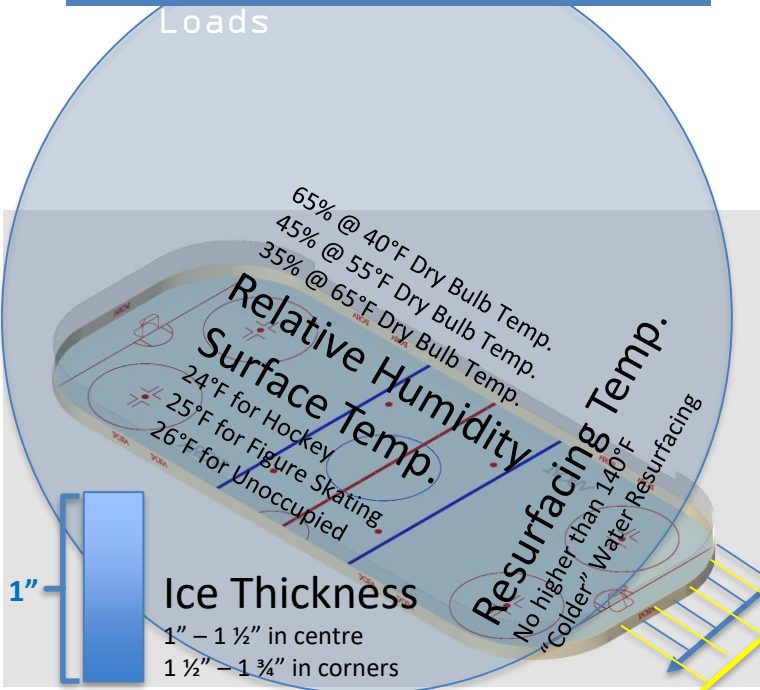 Loads
65% @ 40°F Dry Bulb Temp.
45% @ 55°F Dry Bulb Temp.
35% @ 65°F Dry Bulb Temp.
Relative Humidity
Surface Temp.
24°F for Hockey
25°F for Figure Skating
26°F for Unoccupied
Resurfacing Temp.
No higher than 140°F
“Colder” Water Resurfacing
1”
Ice Thickness
1” – 1 ½” in centre
1 ½” – 1 ¾” in corners